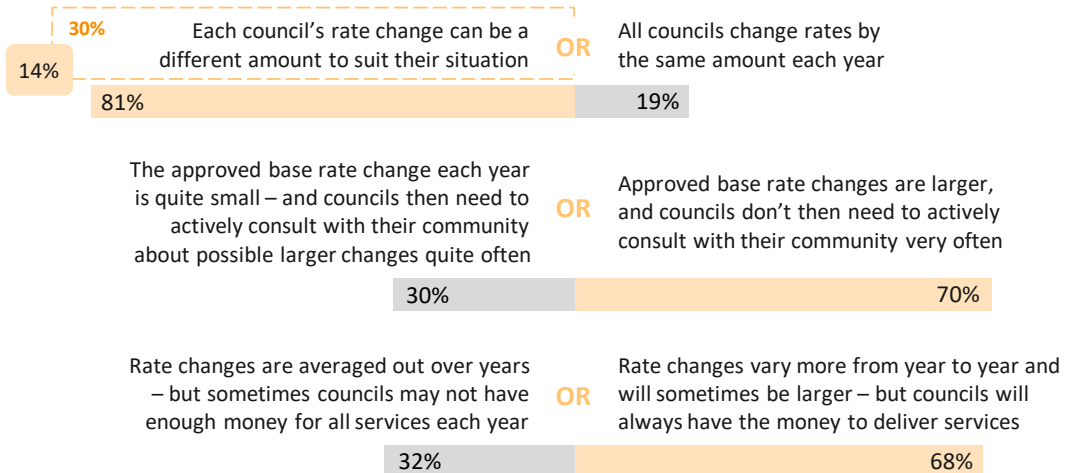 30%
14%
Each council’s rate change can be a
different amount to suit their situation
OR
All councils change rates by
the same amount each year
81%
19%
The approved base rate change each year
is quite small – and councils then need to
actively consult with their community
about possible larger changes quite often
OR
Approved base rate changes are larger,
and councils don’t then need to actively
consult with their community very often
30%
70%
Rate changes are averaged out over years
– but sometimes councils may not have
enough money for all services each year
OR
Rate changes vary more from year to year and
will sometimes be larger – but councils will
always have the money to deliver services
32%
68%